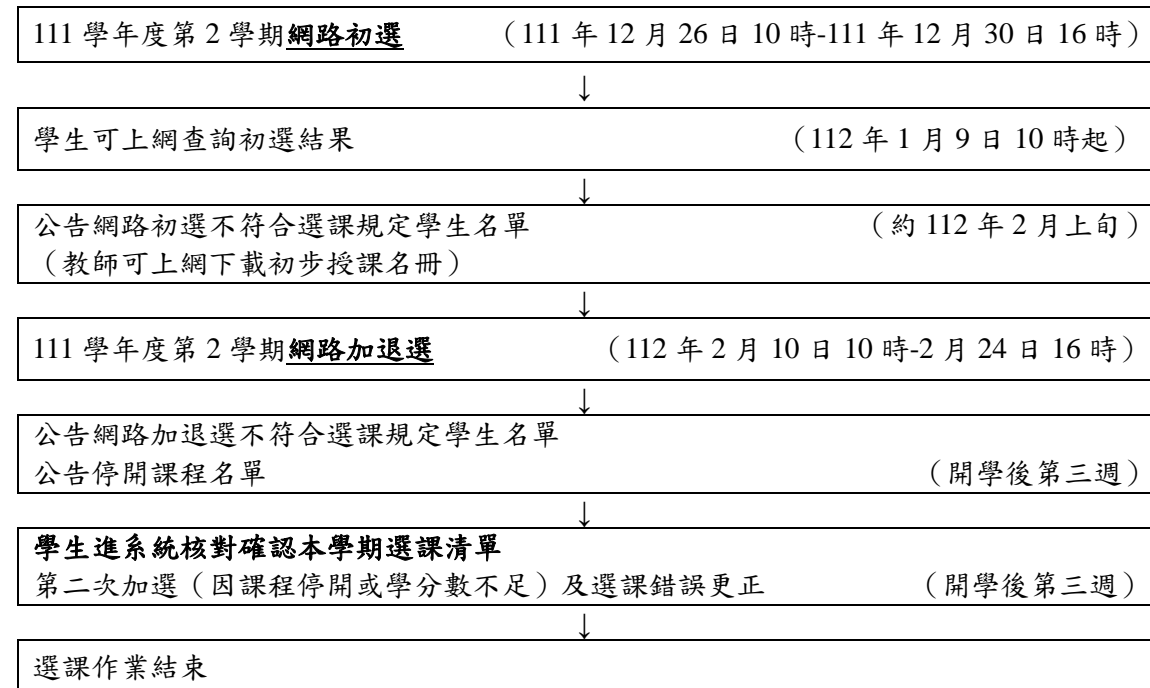 111 學年度第 2 學期網路初選 （111 年 12 月 26 日 10 時-111 年 12 月 30 日 16 時）
↓
學生可上網查詢初選結果 （112 年 1 月 9 日 10 時起）
↓
公告網路初選不符合選課規定學生名單 （約 112 年 2 月上旬）
（教師可上網下載初步授課名冊）
↓
111 學年度第 2 學期網路加退選 （112 年 2 月 10 日 10 時-2 月 24 日 16 時）
↓
公告網路加退選不符合選課規定學生名單
公告停開課程名單 （開學後第三週）
↓
學生進系統核對確認本學期選課清單
第二次加選（因課程停開或學分數不足）及選課錯誤更正 （開學後第三週）
↓
選課作業結束